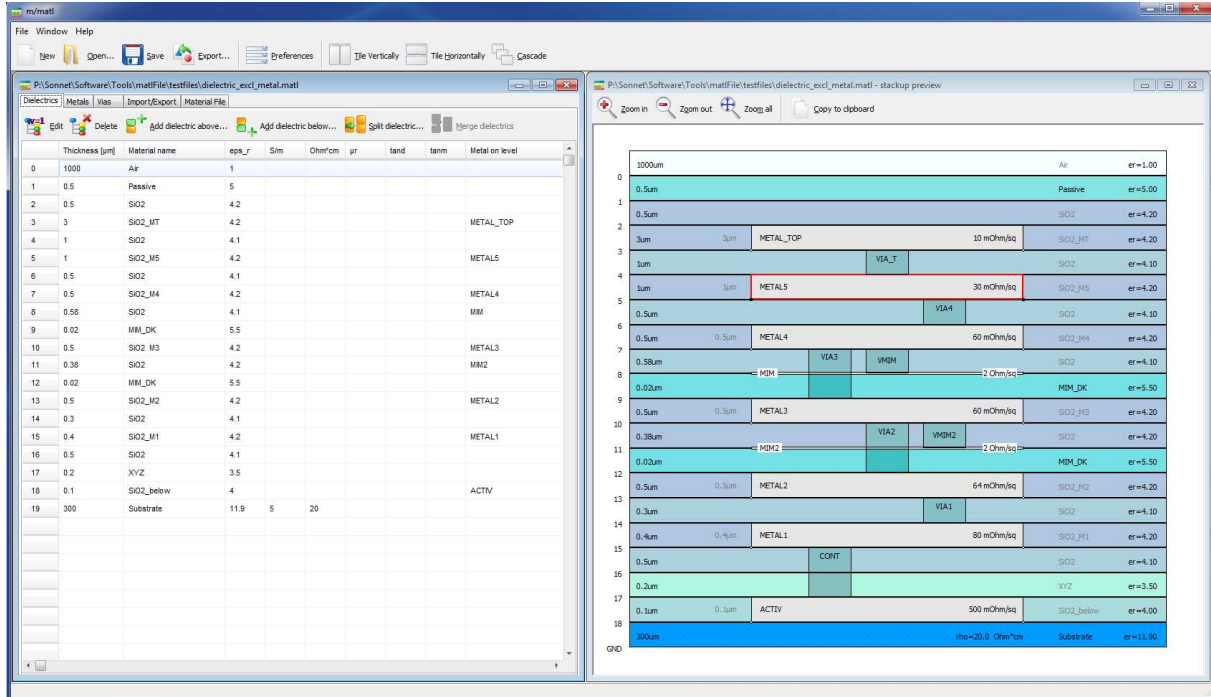 m/matl
File Window Help
New Open... Save Export... Preferences Tile Vertically Tile Horizontally Cascade
P:\Sonnet\Software\Tools\matlFile\testfiles\dielectric_excl_metal.matl
Dielectrics Metals Vias Import/Export Material File
w=1 Edit Delete Add dielectric above... Add dielectric below... Split dielectric... Merge dielectrics
Thickness [µm] Material name eps_r S/m Ohm*cm µr tand tanm Metal on level
0 1000 Air 1
1 0.5 Passive 5
2 0.5 SiO2 4.2
3 3 SiO2_MT 4.2 METAL_TOP
4 1 SiO2 4.1
5 1 SiO2_M5 4.2 METAL5
6 0.5 SiO2 4.1
7 0.5 SiO2_M4 4.2 METAL4
8 0.58 SiO2 4.1 MIM
9 0.02 MIM_DK 5.5
10 0.5 SiO2 M3 4.2 METAL3
11 0.38 SiO2 4.2 MIM2
12 0.02 MIM_DK 5.5
13 0.5 SiO2_M2 4.2 METAL2
14 0.3 SiO2 4.1
15 0.4 SiO2_M1 4.2 METAL1
16 0.5 SiO2 4.1
17 0.2 XYZ 3.5
18 0.1 SiO2_below 4 ACTIV
19 300 Substrate 11.9 5 20
P:\Sonnet\Software\Tools\matlFile\testfiles\dielectric_excl_metal.matl - stackup preview
Zoom in Zoom out Zoom all Copy to clipboard
1000um Air er=1.00
0
0.5um Passive er=5.00
1
0.5um SiO2 er=4.20
2
3um 3µm METAL_TOP 10 mOhm/sq SiO2_MT er=4.20
3
1um VIA_T SiO2 er=4.10
4
1um 1µm METAL5 30 mOhm/sq SiO2_M5 er=4.20
5
0.5um VIA4 SiO2 er=4.10
6
0.5um 0.5µm METAL4 60 mOhm/sq SiO2_M4 er=4.20
7
0.58um VIA3 VMIM SiO2 er=4.10
8 MIM 2 Ohm/sq
0.02um MIM_DK er=5.50
9
0.5um 0.5µm METAL3 60 mOhm/sq SiO2_M3 er=4.20
10
0.38um VIA2 VMIM2 SiO2 er=4.20
11 MIM2 2 Ohm/sq
0.02um MIM_DK er=5.50
12
0.5um 0.5µm METAL2 64 mOhm/sq SiO2_M2 er=4.20
13
0.3um VIA1 SiO2 er=4.10
14
0.4um 0.4µm METAL1 80 mOhm/sq SiO2_M1 er=4.20
15
0.5um CONT SiO2 er=4.10
16
0.2um XYZ er=3.50
17
0.1um 0.1µm ACTIV 500 mOhm/sq SiO2_below er=4.00
18
300um rho=20.0 Ohm*cm Substrate er=11.90
GND